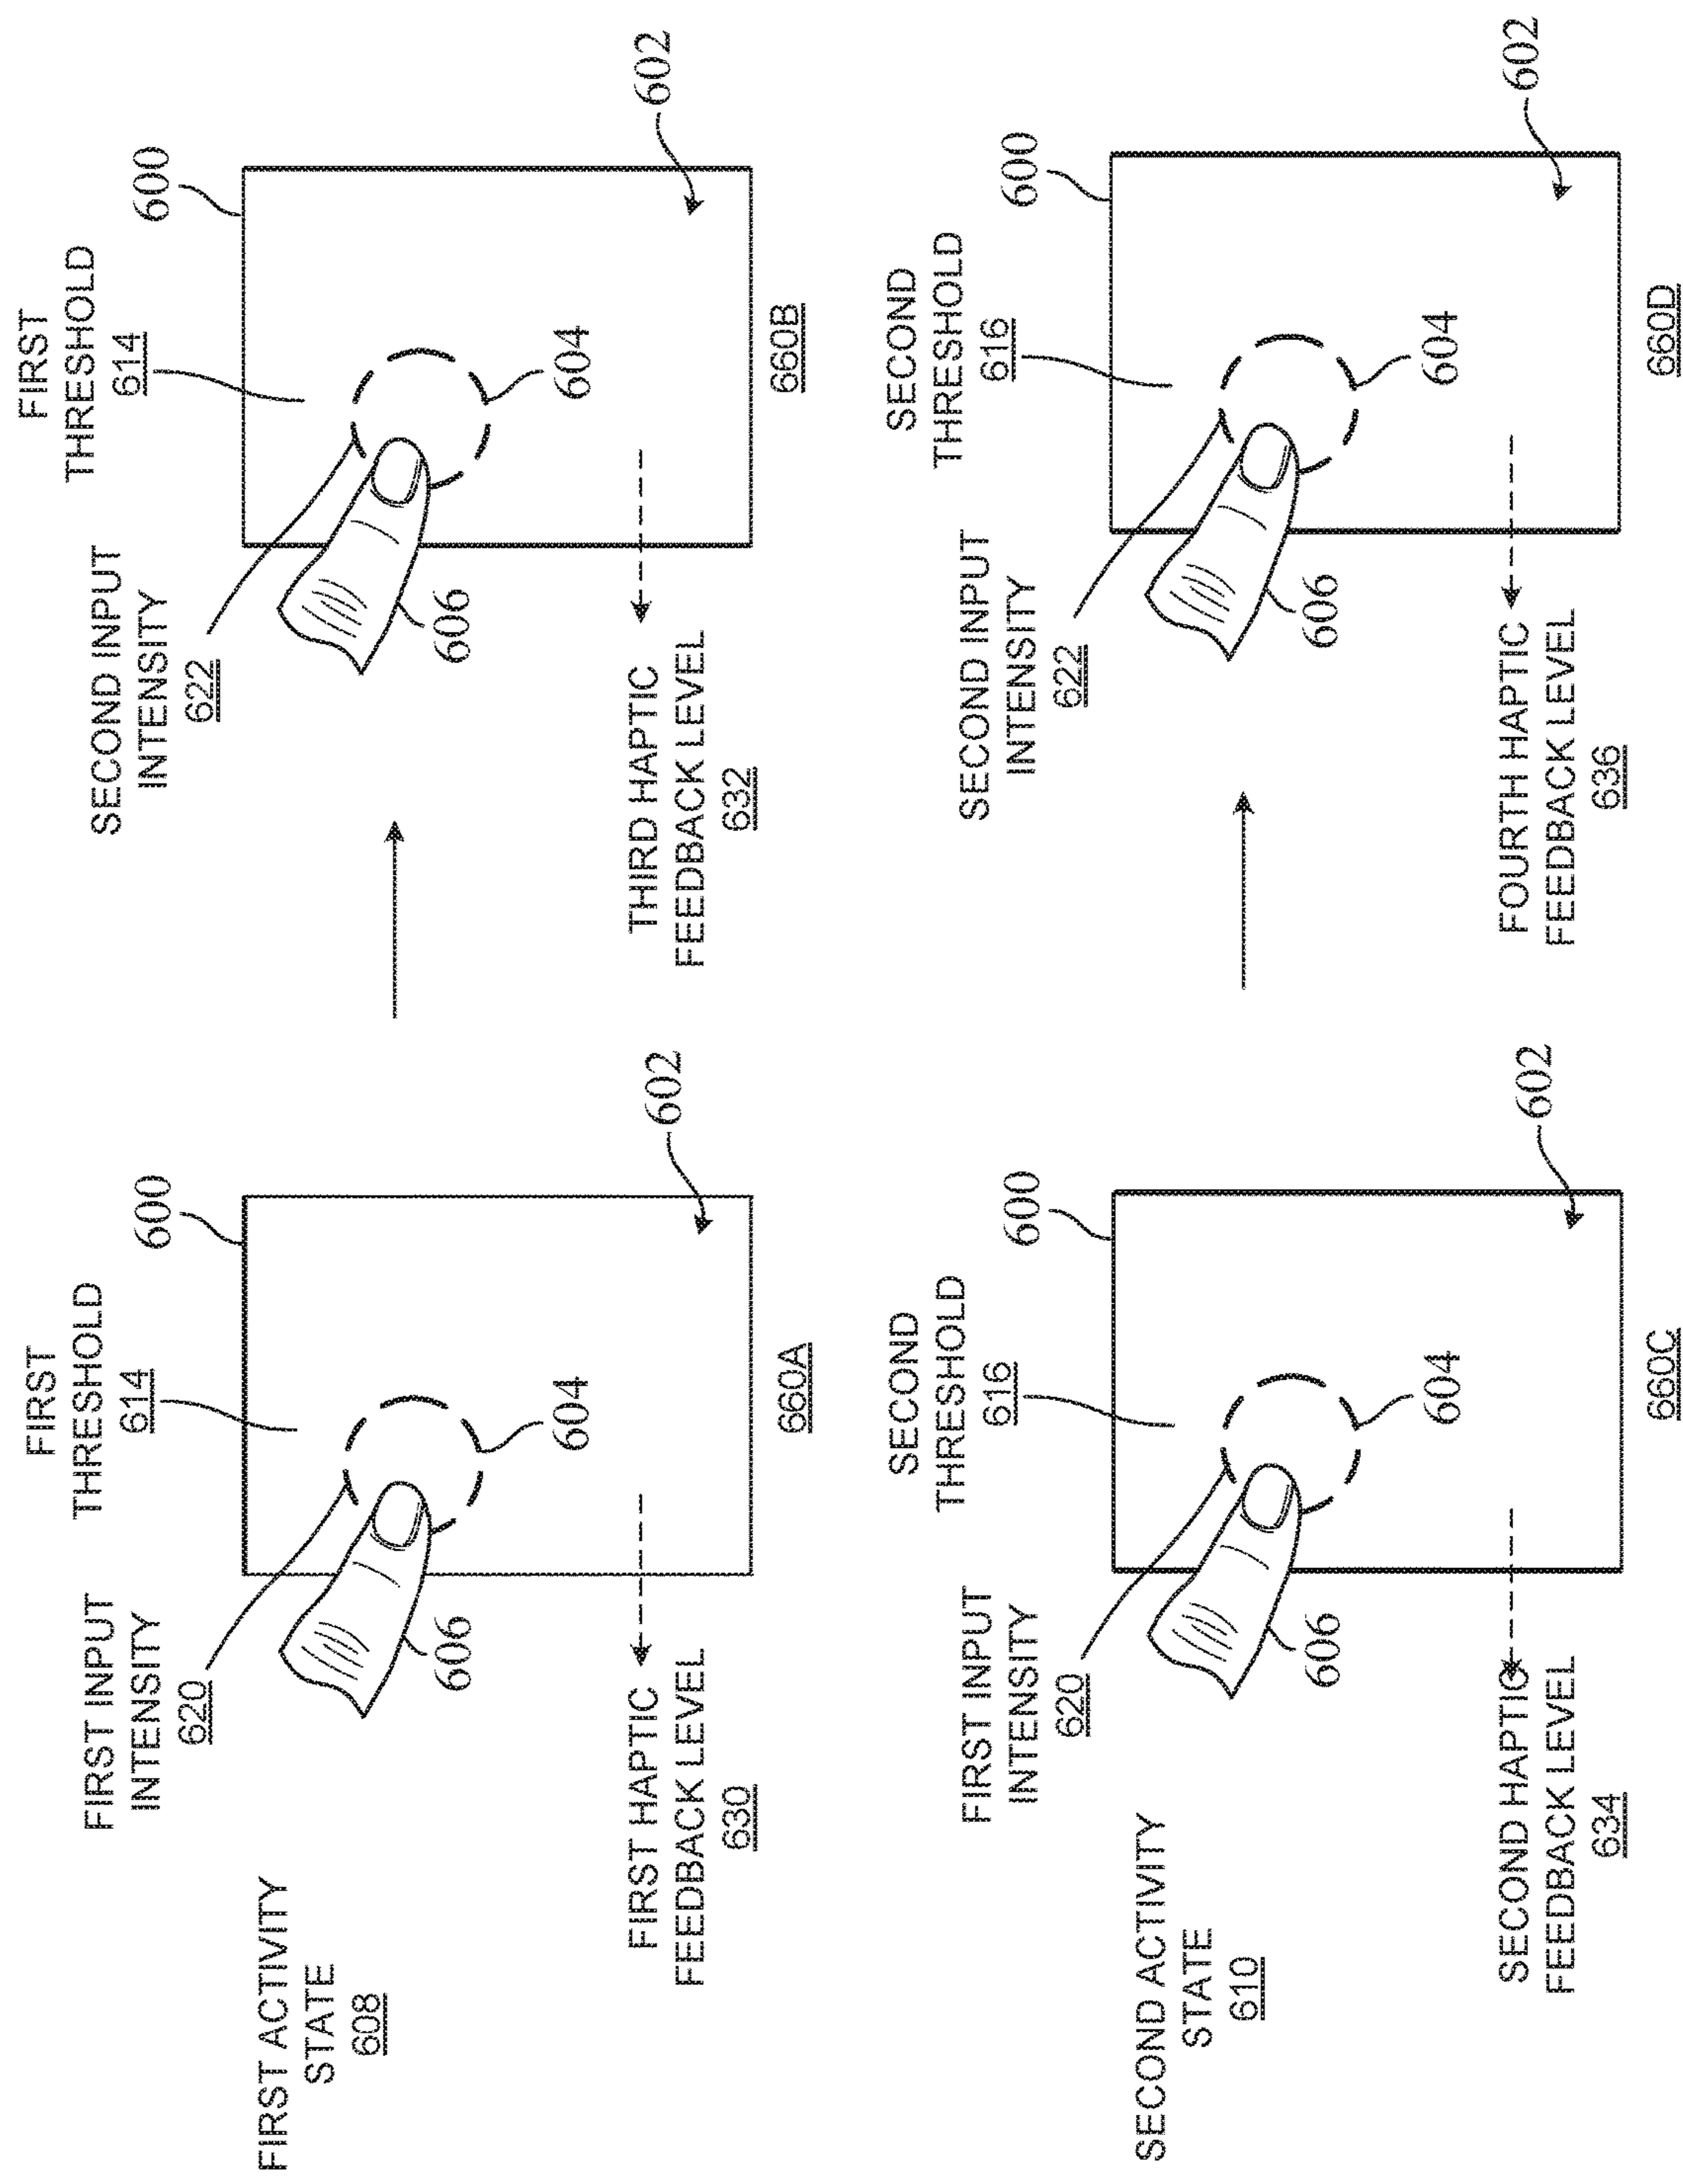 FIRST ACTIVITY
STATE
608
FIRST INPUT
INTENSITY
620
FIRST
THRESHOLD
614
600
602
604
606
FIRST HAPTIC
FEEDBACK LEVEL
630
660A
SECOND INPUT
INTENSITY
622
FIRST
THRESHOLD
614
600
602
604
606
THIRD HAPTIC
FEEDBACK LEVEL
632
660B
SECOND ACTIVITY
STATE
610
FIRST INPUT
INTENSITY
620
SECOND
THRESHOLD
616
600
602
604
606
SECOND HAPTIC
FEEDBACK LEVEL
634
660C
SECOND INPUT
INTENSITY
622
SECOND
THRESHOLD
616
600
602
604
606
FOURTH HAPTIC
FEEDBACK LEVEL
636
660D